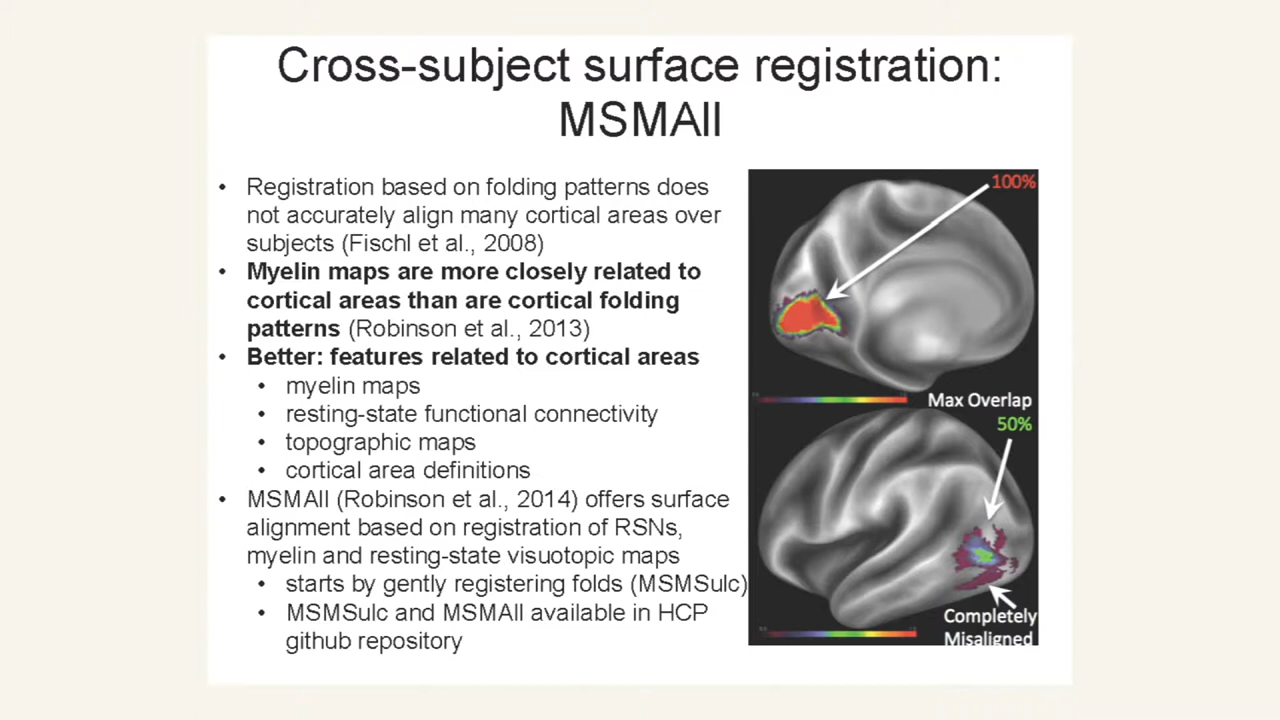 Cross-subject surface registration:
MSMAll
• Registration based on folding patterns does
not accurately align many cortical areas over
subjects (Fischl et al., 2008)
• Myelin maps are more closely related to
cortical areas than are cortical folding
patterns (Robinson et al., 2013)
• Better: features related to cortical areas
• myelin maps
• resting-state functional connectivity
• topographic maps
• cortical area definitions
• MSMAll (Robinson et al., 2014) offers surface
alignment based on registration of RSNs,
myelin and resting-state visuotopic maps
• starts by gently registering folds (MSMSulc)
• MSMSulc and MSMAll available in HCP
github repository
100%
Max Overlap
50%
Completely
Misaligned